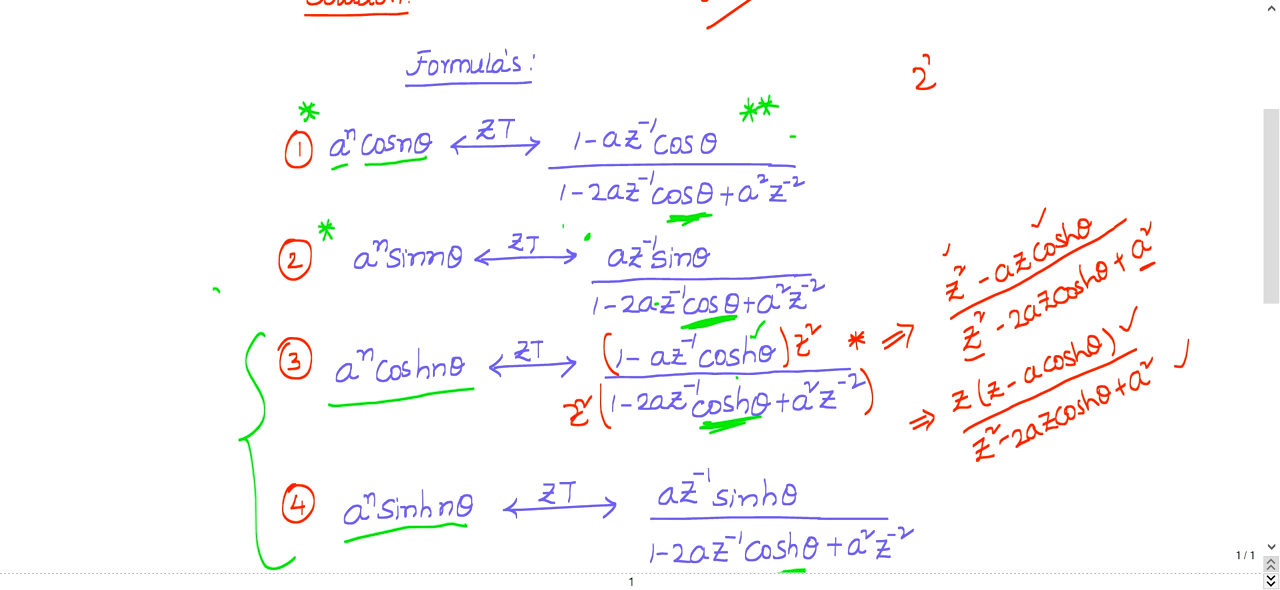 Solution:
Formula's:
2'
* ① aⁿcosnθ ⟷ ZT (1-az⁻¹cosθ)/(1-2az⁻¹cosθ+a²z⁻²) **
* ② aⁿsinnθ ⟷ ZT (az⁻¹sinθ)/(1-2az⁻¹cosθ+a²z⁻²)
③ aⁿcoshnθ ⟷ ZT (1-az⁻¹coshθ)z²/z²(1-2az⁻¹coshθ+a²z⁻²) * ⇒ (z²-azcoshθ)/(z²-2azcoshθ+a²)
⇒ z(z-acoshθ)/(z²-2azcoshθ+a²)
④ aⁿsinhnθ ⟷ ZT (az⁻¹sinhθ)/(1-2az⁻¹coshθ+a²z⁻²)
1 / 1
1